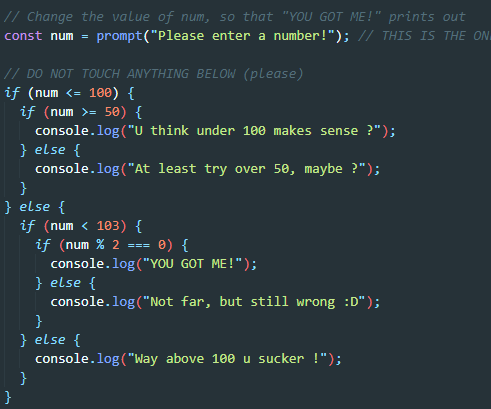 // Change the value of num, so that "YOU GOT ME!" prints out
const num = prompt("Please enter a number!"); // THIS IS THE
// DO NOT TOUCH ANYTHING BELOW (please)
if (num <= 100) {
if (num >= 50) {
console.log("U think under 100 makes sense ?");
} else {
console.log("At least try over 50, maybe ?");
}
} else {
if (num < 103) {
if (num % 2 === 0) {
console.log("YOU GOT ME!");
} else {
console.log("Not far, but still wrong :D");
}
} else {
console.log("Way above 100 u sucker !");
}
}